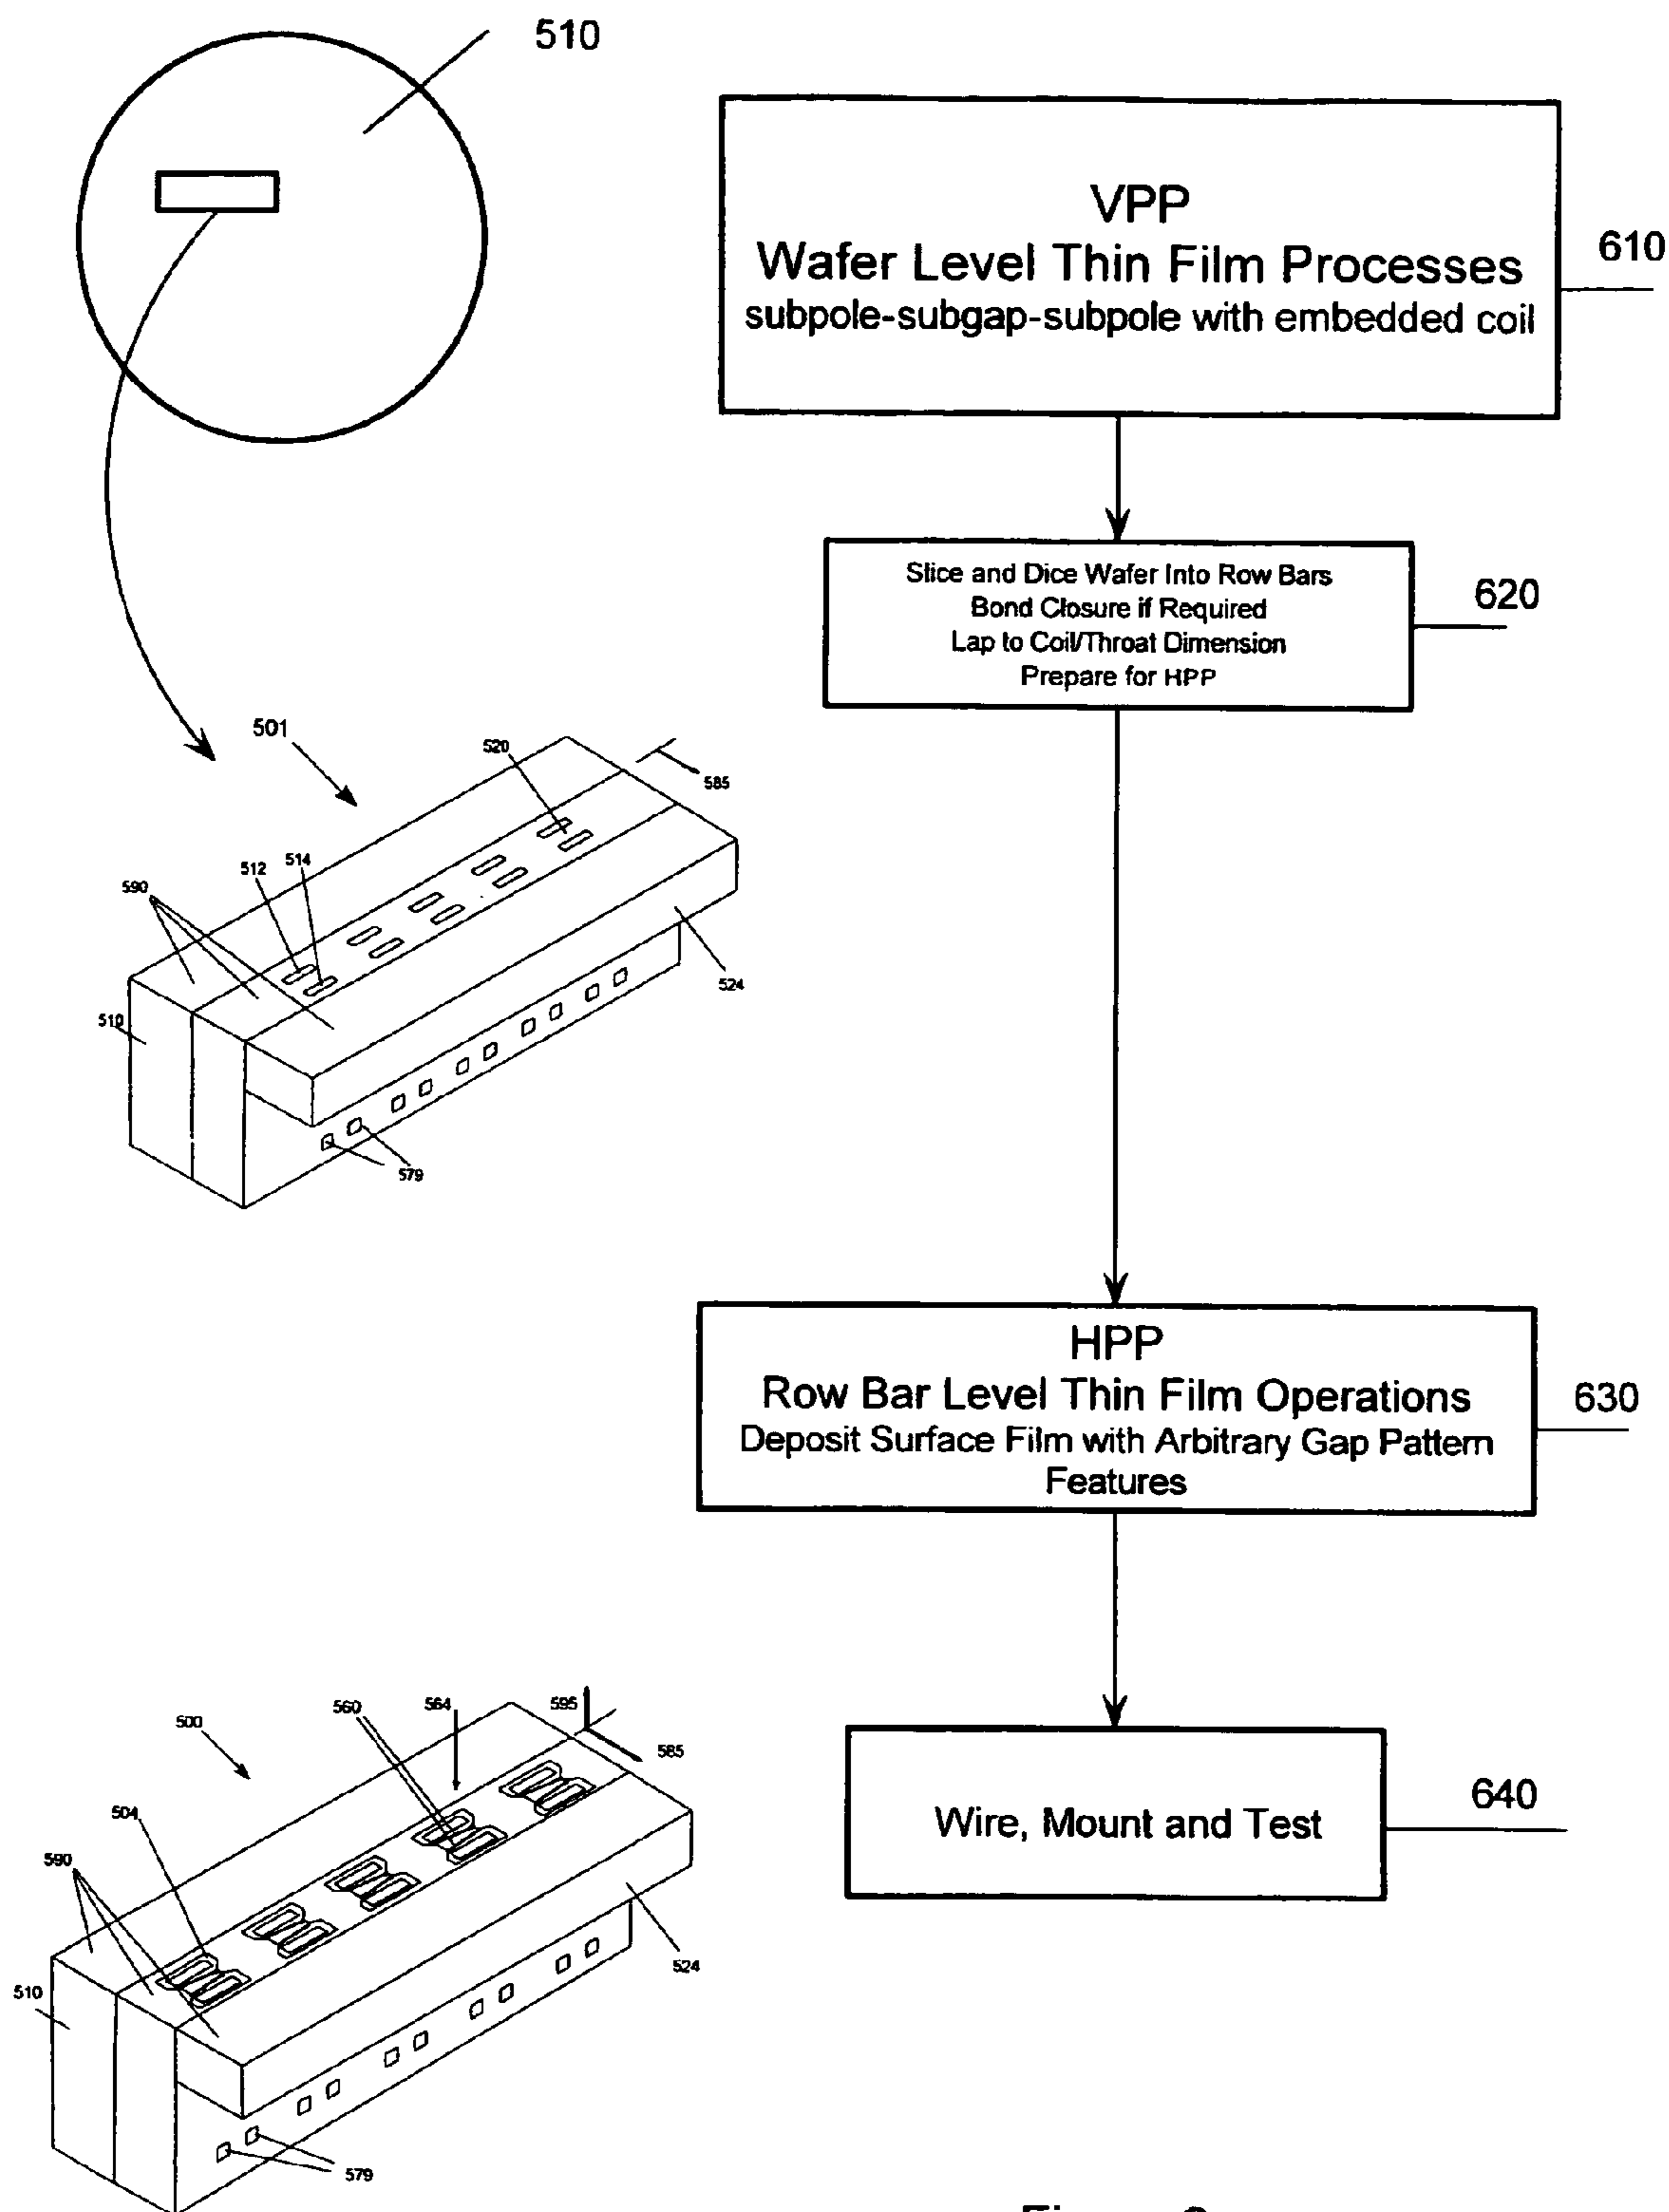 510
VPP
Wafer Level Thin Film Processes
subpole-subgap-subpole with embedded coil
610
Slice and Dice Wafer Into Row Bars
Bond Closure if Required
Lap to Coil/Throat Dimension
Prepare for HPP
620
501
520
585
512
514
590
510
524
579
HPP
Row Bar Level Thin Film Operations
Deposit Surface Film with Arbitrary Gap Pattern
Features
630
500
560
564
595
585
504
590
510
524
579
Wire, Mount and Test
640